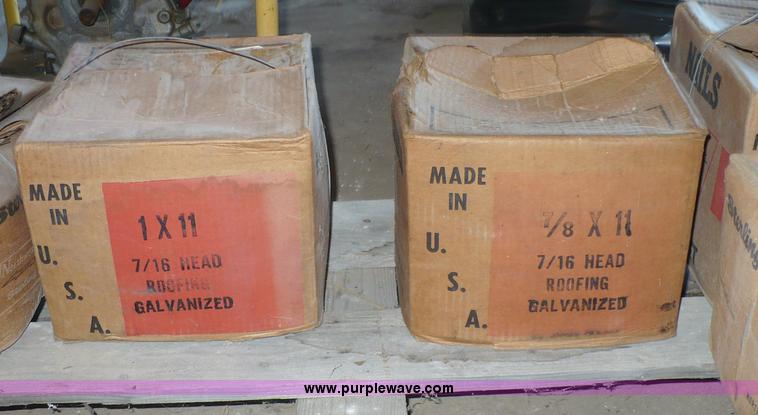 MADE
IN
U.
S.
A.
1 X 11
7/16 HEAD
ROOFING
GALVANIZED
MADE
IN
U.
S.
A.
7/8 X 11
7/16 HEAD
ROOFING
GALVANIZED
NAILS
Sterling
www.purplewave.com